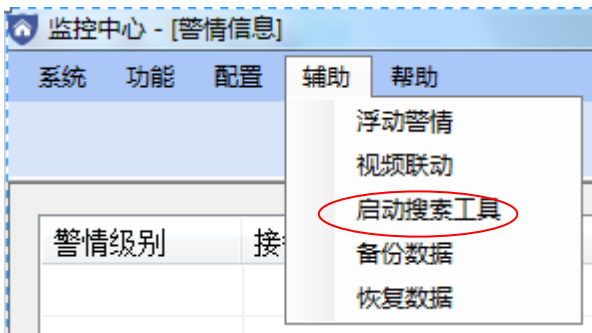 监控中心 - [警情信息]
系统 功能 配置 辅助 帮助
浮动警情
视频联动
启动搜索工具
警情级别 接
备份数据
恢复数据